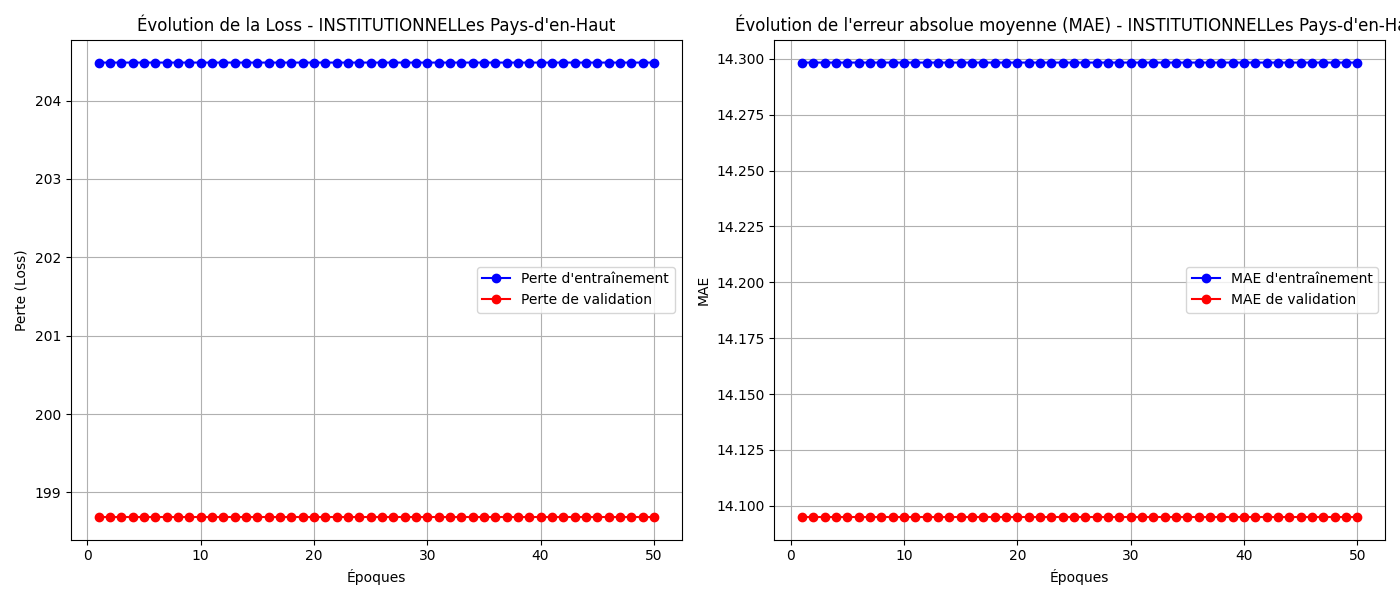 Évolution de la Loss - INSTITUTIONNELLes Pays-d'en-Haut
204
203
202
201
200
199
Perte (Loss)
Perte d'entraînement
Perte de validation
0 10 20 30 40 50
Époques
Évolution de l'erreur absolue moyenne (MAE) - INSTITUTIONNELLes Pays-d'en-Ha
14.300
14.275
14.250
14.225
14.200
14.175
14.150
14.125
14.100
MAE
MAE d'entraînement
MAE de validation
0 10 20 30 40 50
Époques